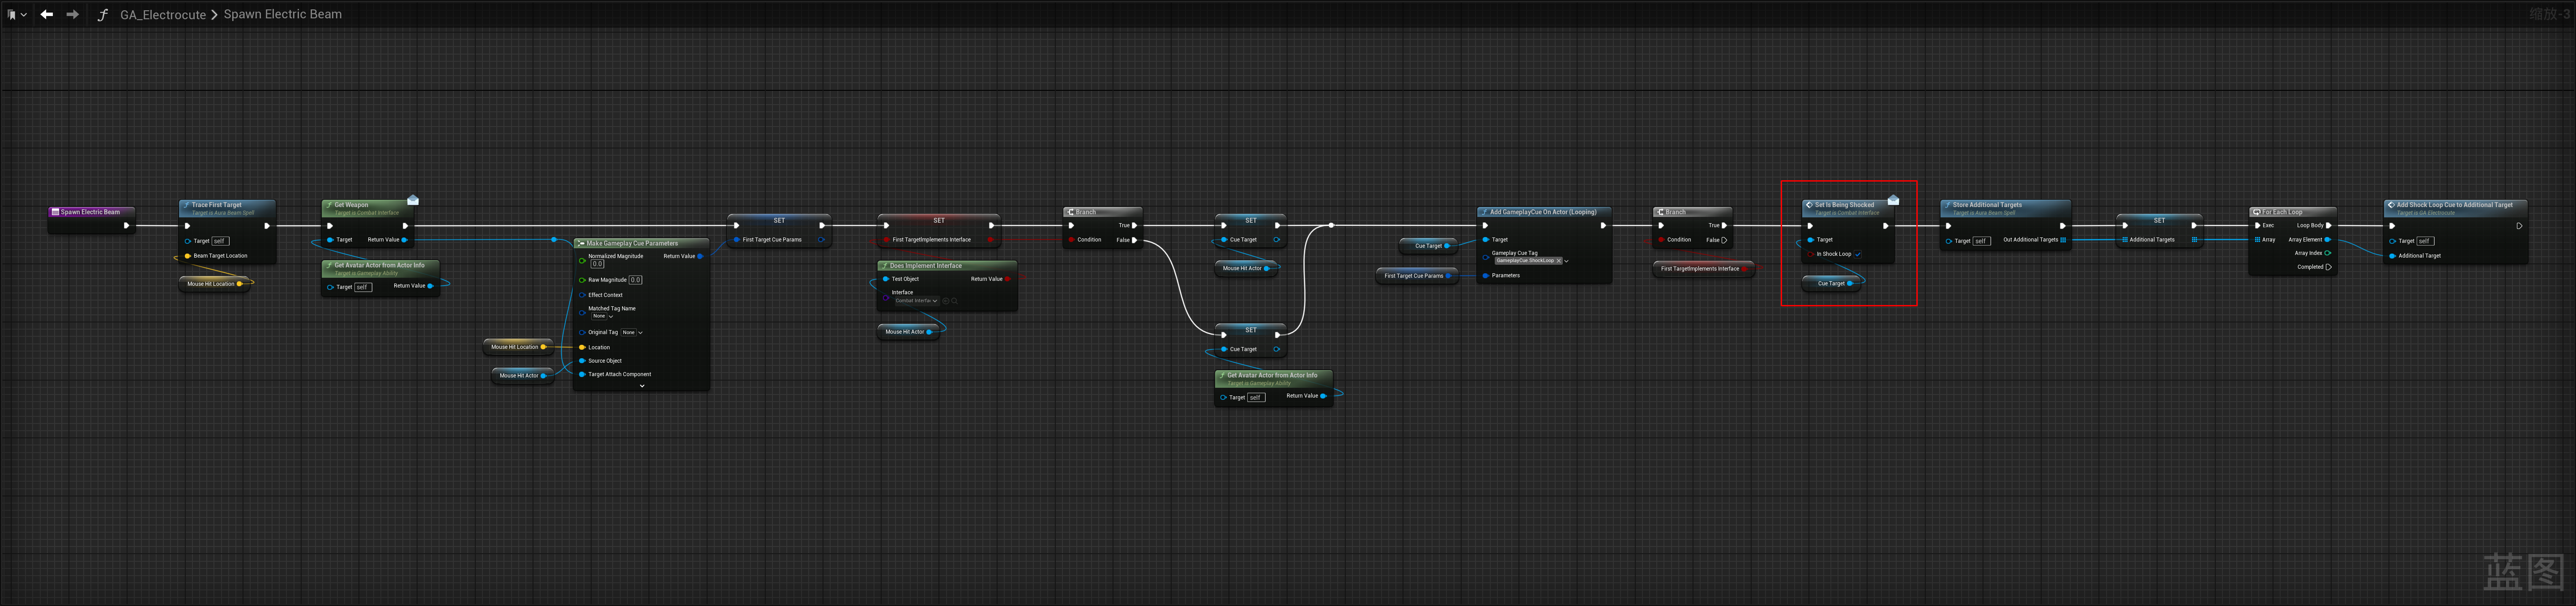 GA_Electrocute > Spawn Electric Beam
缩放-3
Spawn Electric Beam
Trace First Target
Target is Aura Beam Spell
Target self
Beam Target Location
Mouse Hit Location
Get Weapon
Target is Combat Interface
Target Return Value
Get Avatar Actor from Actor Info
Target is Gameplay Ability
Target self Return Value
Mouse Hit Location
Mouse Hit Actor
Make Gameplay Cue Parameters
Normalized Magnitude Return Value
0.0
Raw Magnitude 0.0
Effect Context
Matched Tag Name
None
Original Tag None
Location
Source Object
Target Attach Component
SET
First Target Cue Params
SET
First TargetImplements Interface
Does Implement Interface
Test Object Return Value
Interface
Combat Interfac
Mouse Hit Actor
Branch
True
Condition False
SET
Cue Target
Mouse Hit Actor
SET
Cue Target
Get Avatar Actor from Actor Info
Target is Gameplay Ability
Target self Return Value
Cue Target
First Target Cue Params
Add GameplayCue On Actor (Looping)
Target
Gameplay Cue Tag
GameplayCue.ShockLoop
Parameters
Branch
True
Condition False
First TargetImplements Interface
Set Is Being Shocked
Target is Combat Interface
Target
In Shock Loop
Cue Target
Store Additional Targets
Target is Aura Beam Spell
Target self Out Additional Targets
SET
Additional Targets
For Each Loop
Exec Loop Body
Array Array Element
Array Index
Completed
Add Shock Loop Cue to Additional Target
Target is GA Electrocute
Target self
Additional Target
蓝图